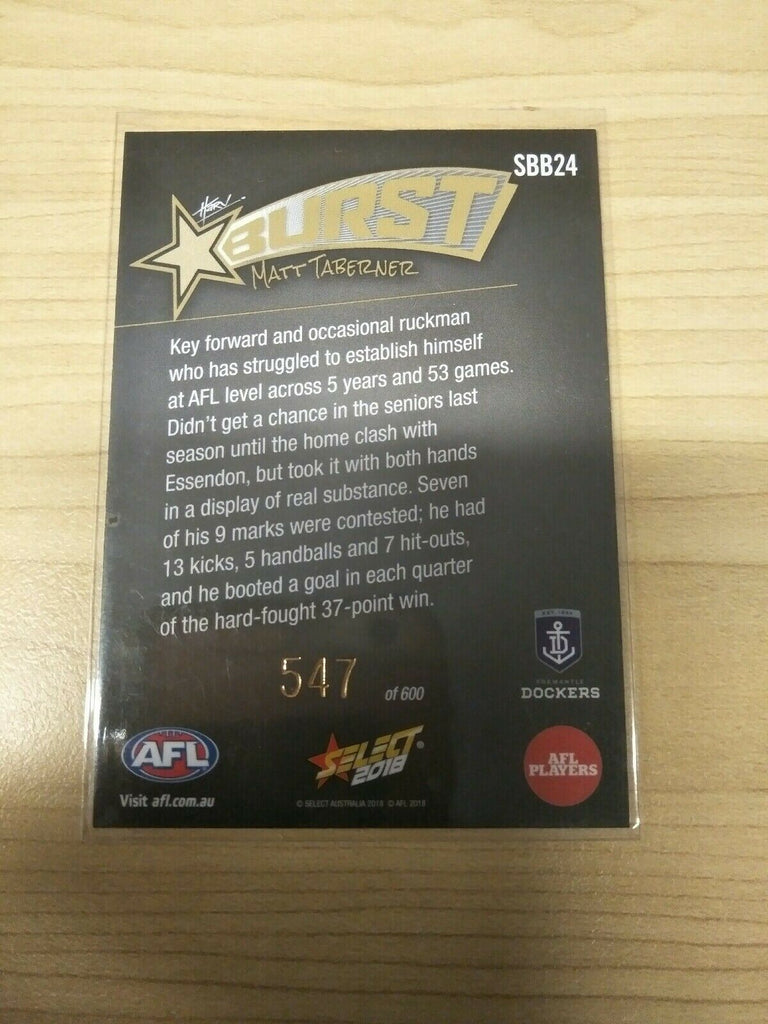 SBB24
BURST
MATT TABERNER
Key forward and occasional ruckman
who has struggled to establish himself
at AFL level across 5 years and 53 games.
Didn't get a chance in the seniors last
season until the home clash with
Essendon, but took it with both hands
in a display of real substance. Seven
of his 9 marks were contested; he had
13 kicks, 5 handballs and 7 hit-outs,
and he booted a goal in each quarter
of the hard-fought 37-point win.
547 of 600
FREMANTLE
DOCKERS
AFL
Visit afl.com.au
SELECT®
2018
© SELECT AUSTRALIA 2018 © AFL 2018
AFL
PLAYERS